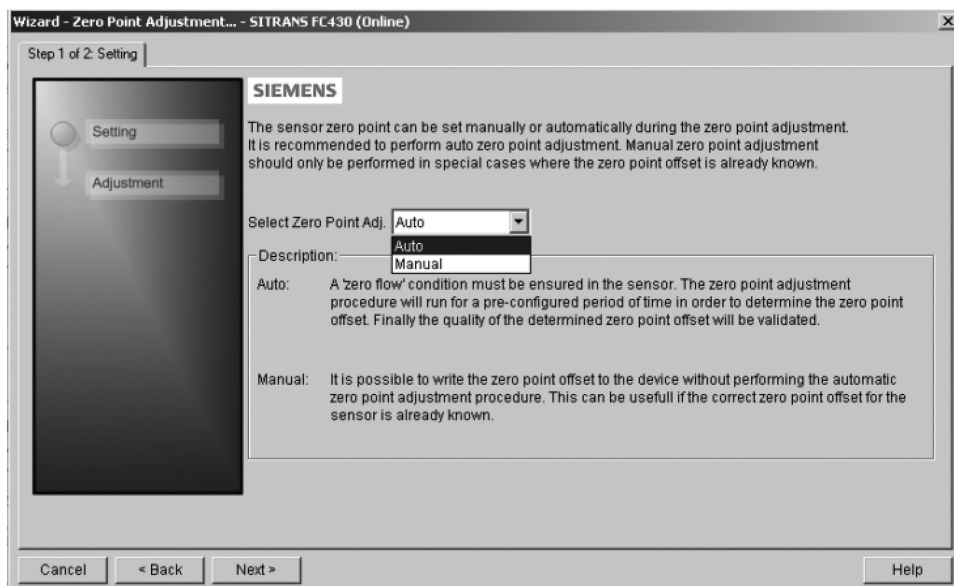 Wizard - Zero Point Adjustment... - SITRANS FC430 (Online)
Step 1 of 2: Setting
Setting
Adjustment
SIEMENS
The sensor zero point can be set manually or automatically during the zero point adjustment.
It is recommended to perform auto zero point adjustment. Manual zero point adjustment
should only be performed in special cases where the zero point offset is already known.
Select Zero Point Adj. Auto
Auto
Manual
Description:
Auto: A 'zero flow' condition must be ensured in the sensor. The zero point adjustment
procedure will run for a pre-configured period of time in order to determine the zero point
offset. Finally the quality of the determined zero point offset will be validated.
Manual: It is possible to write the zero point offset to the device without performing the automatic
zero point adjustment procedure. This can be usefull if the correct zero point offset for the
sensor is already known.
Cancel
< Back
Next >
Help